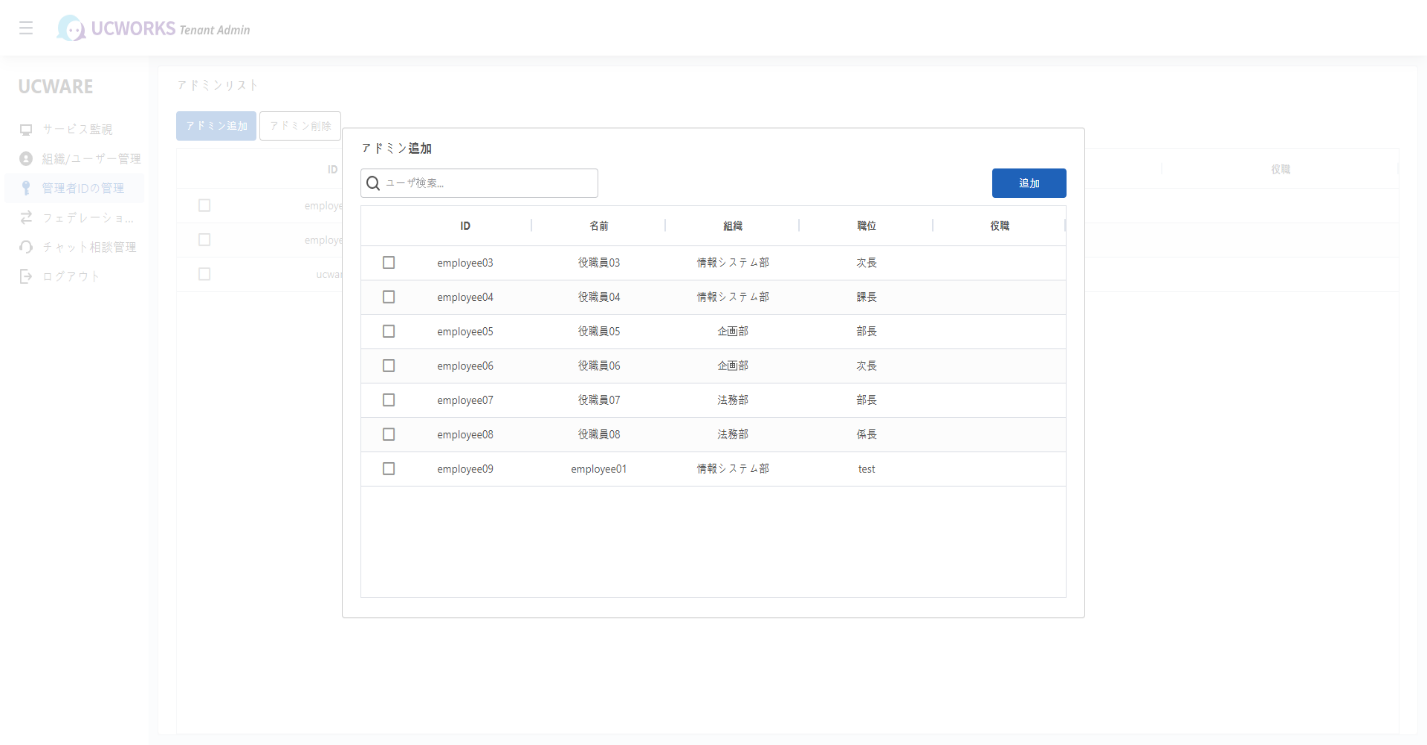 UCWORKS Tenant Admin
UCWARE
サービス監視
組織/ユーザー管理
管理者IDの管理
フェデレーショ...
チャット相談管理
ログアウト
アドミンリスト
アドミン追加 アドミン削除
ID 役職
employe
employe
ucwar
アドミン追加
ユーザ検索...
追加
ID 名前 組織 職位 役職
employee03 役職員03 情報システム部 次長
employee04 役職員04 情報システム部 課長
employee05 役職員05 企画部 部長
employee06 役職員06 企画部 次長
employee07 役職員07 法務部 部長
employee08 役職員08 法務部 係長
employee09 employee01 情報システム部 test